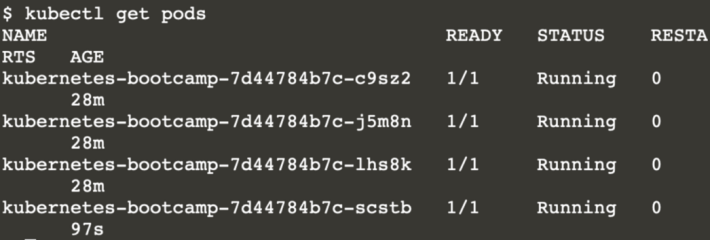 $ kubectl get pods
NAME READY STATUS RESTA
RTS AGE
kubernetes-bootcamp-7d44784b7c-c9sz2 1/1 Running 0
28m
kubernetes-bootcamp-7d44784b7c-j5m8n 1/1 Running 0
28m
kubernetes-bootcamp-7d44784b7c-lhs8k 1/1 Running 0
28m
kubernetes-bootcamp-7d44784b7c-scstb 1/1 Running 0
97s